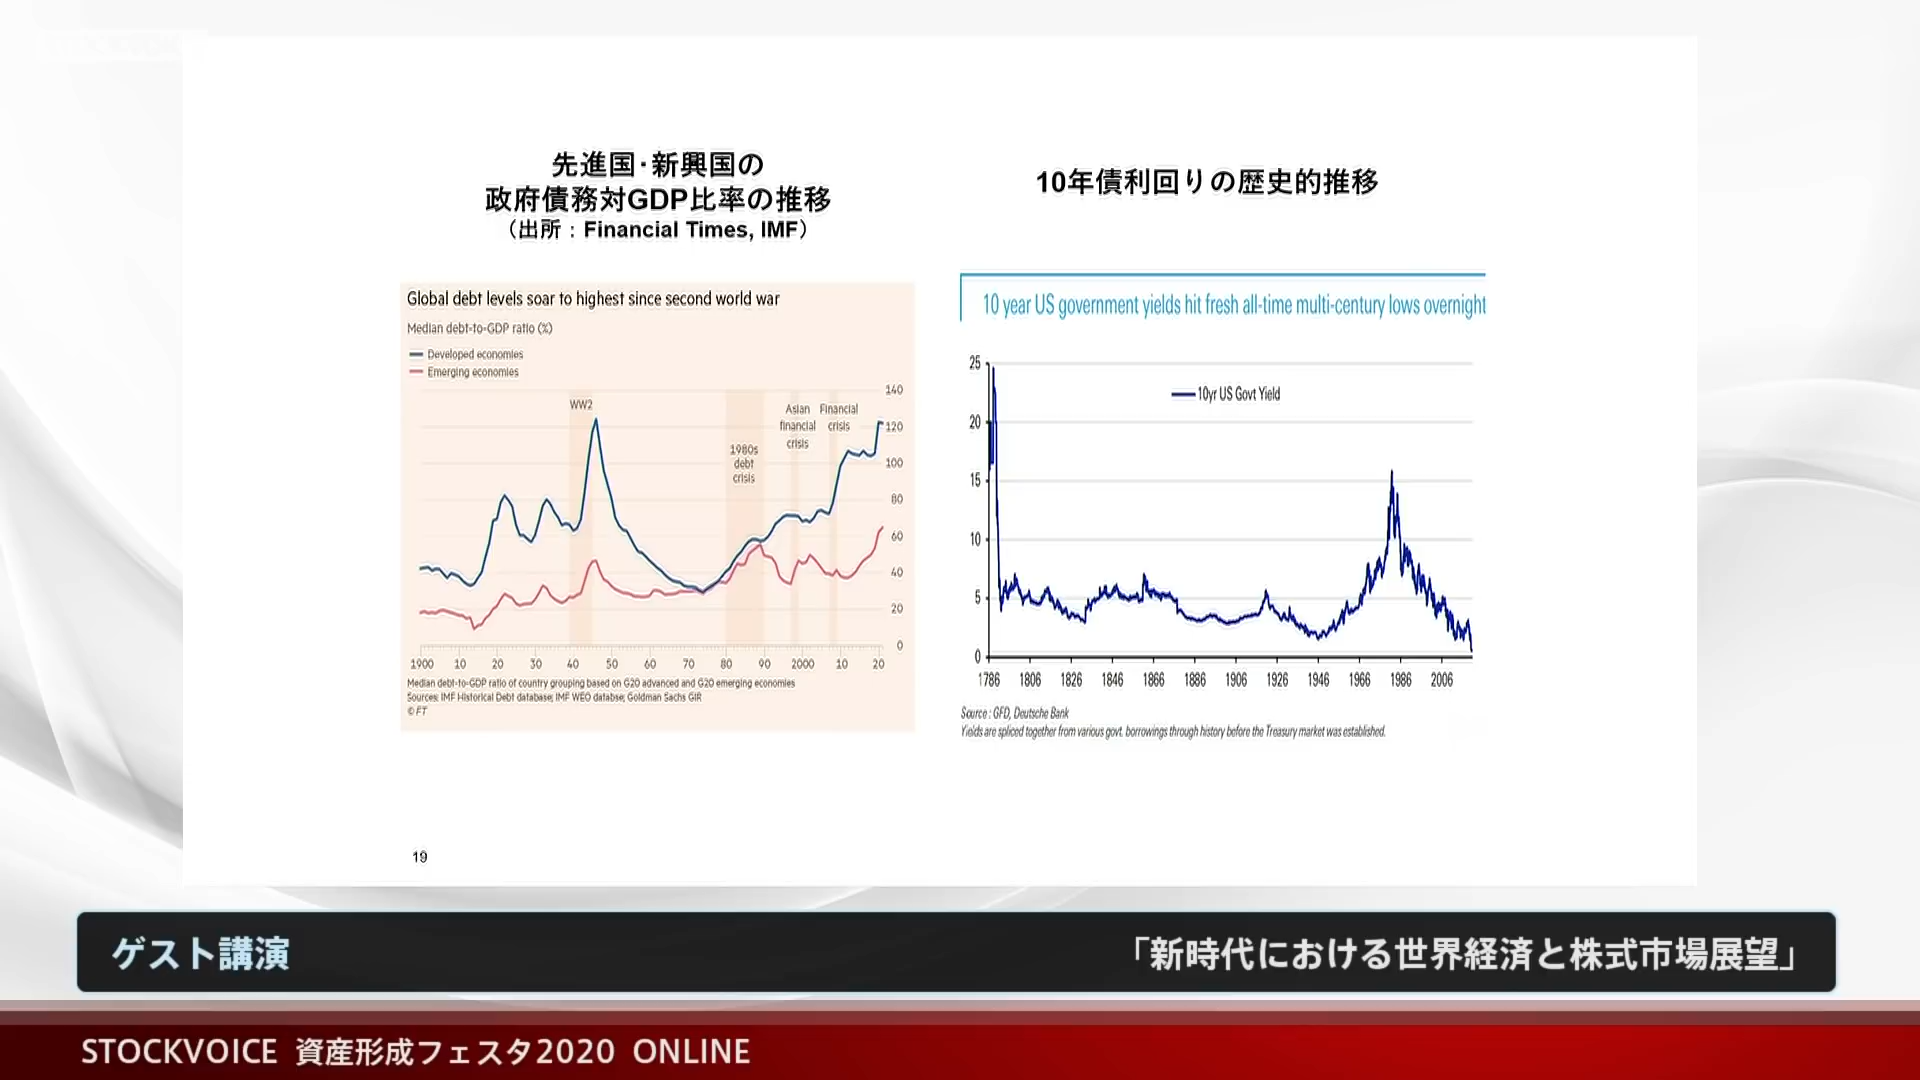 先進国・新興国の
政府債務対GDP比率の推移
（出所：Financial Times, IMF）
10年債利回りの歴史的推移
Global debt levels soar to highest since second world war
Median debt-to-GDP ratio (%)
Developed economies
Emerging economies
WW2
1980s
debt
crisis
Asian
financial
crisis
Financial
crisis
140
120
100
80
60
40
20
0
1900 10 20 30 40 50 60 70 80 90 2000 10 20
Median debt-to-GDP ratio of country grouping based on G20 advanced and G20 emerging economies
Sources: IMF Historical Debt database; IMF WEO databse; Goldman Sachs GIR
© FT
10 year US government yields hit fresh all-time multi-century lows overnight
10yr US Govt Yield
25
20
15
10
5
0
1786 1806 1826 1846 1866 1886 1906 1926 1946 1966 1986 2006
Source : GFD, Deutsche Bank
Yields are spliced together from various govt. borrowings through history before the Treasury market was established.
19
ゲスト講演
「新時代における世界経済と株式市場展望」
STOCKVOICE 資産形成フェスタ2020 ONLINE